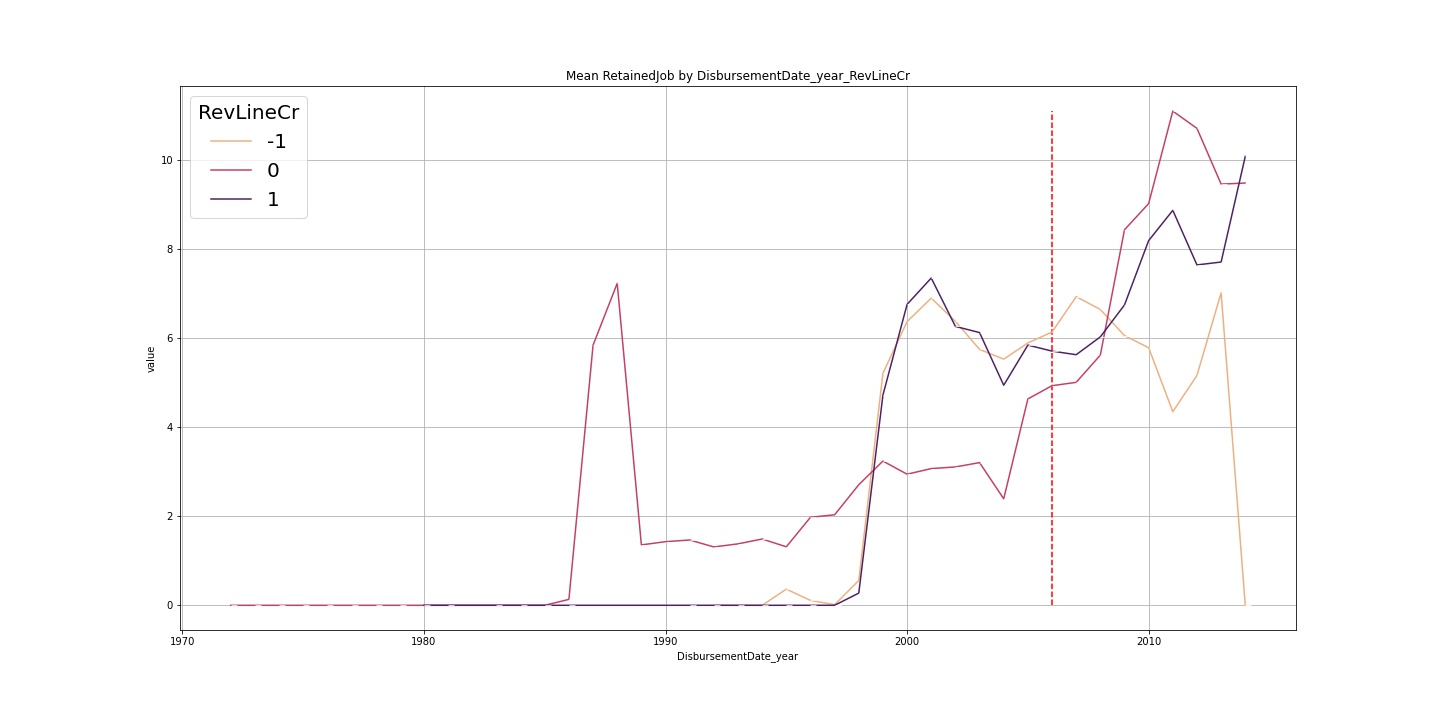 Mean RetainedJob by DisbursementDate_year_RevLineCr
RevLineCr
-1
0
1
10
8
6
4
2
0
value
1970 1980 1990 2000 2010
DisbursementDate_year